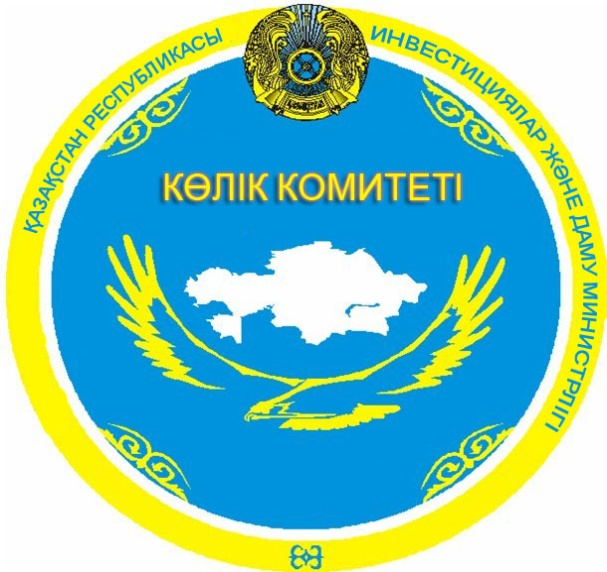 ҚАЗАҚСТАН РЕСПУБЛИКАСЫ
ИНВЕСТИЦИЯЛАР ЖӘНЕ ДАМУ МИНИСТРЛІГІ
КӨЛІК КОМИТЕТІ